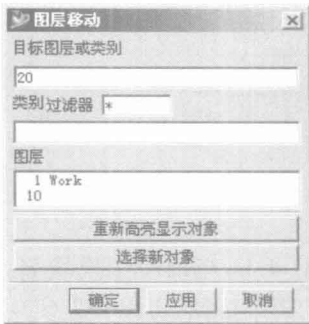 图层移动
目标图层或类别
20
类别过滤器 *
图层
1 Work
10
重新高亮显示对象
选择新对象
确定 应用 取消